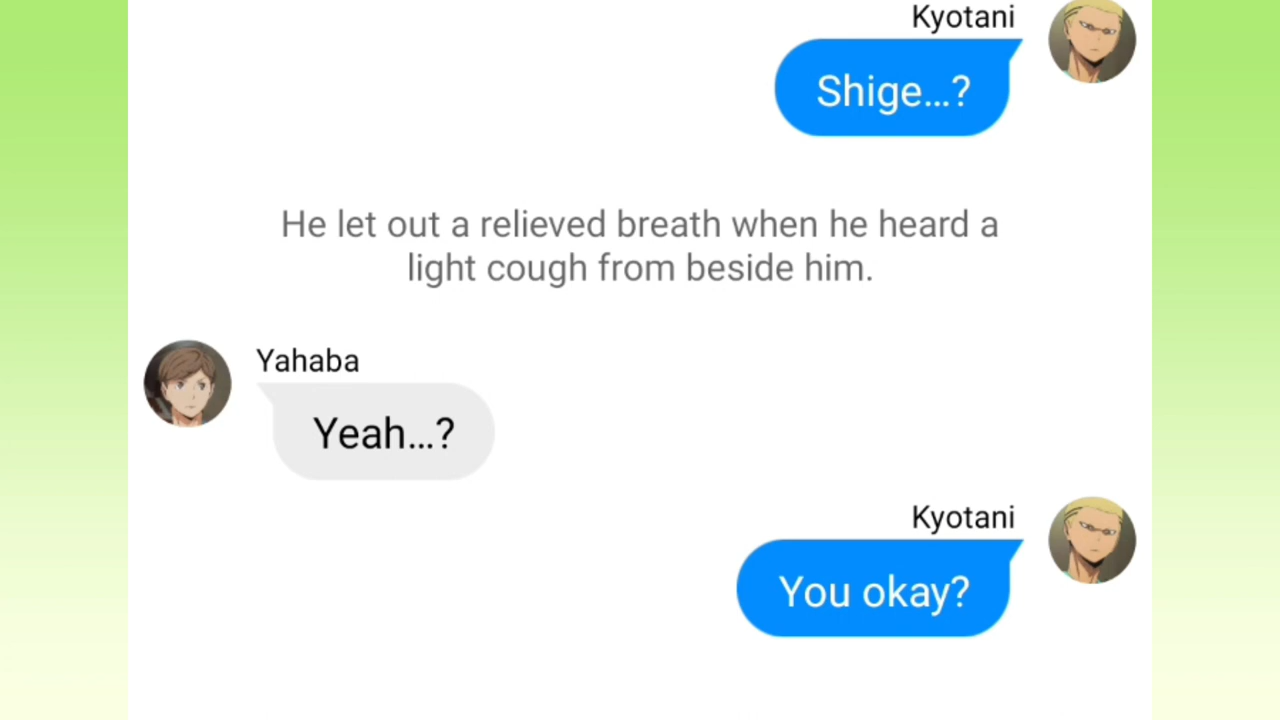 Kyotani
Shige...?
He let out a relieved breath when he heard a
light cough from beside him.
Yahaba
Yeah...?
Kyotani
You okay?